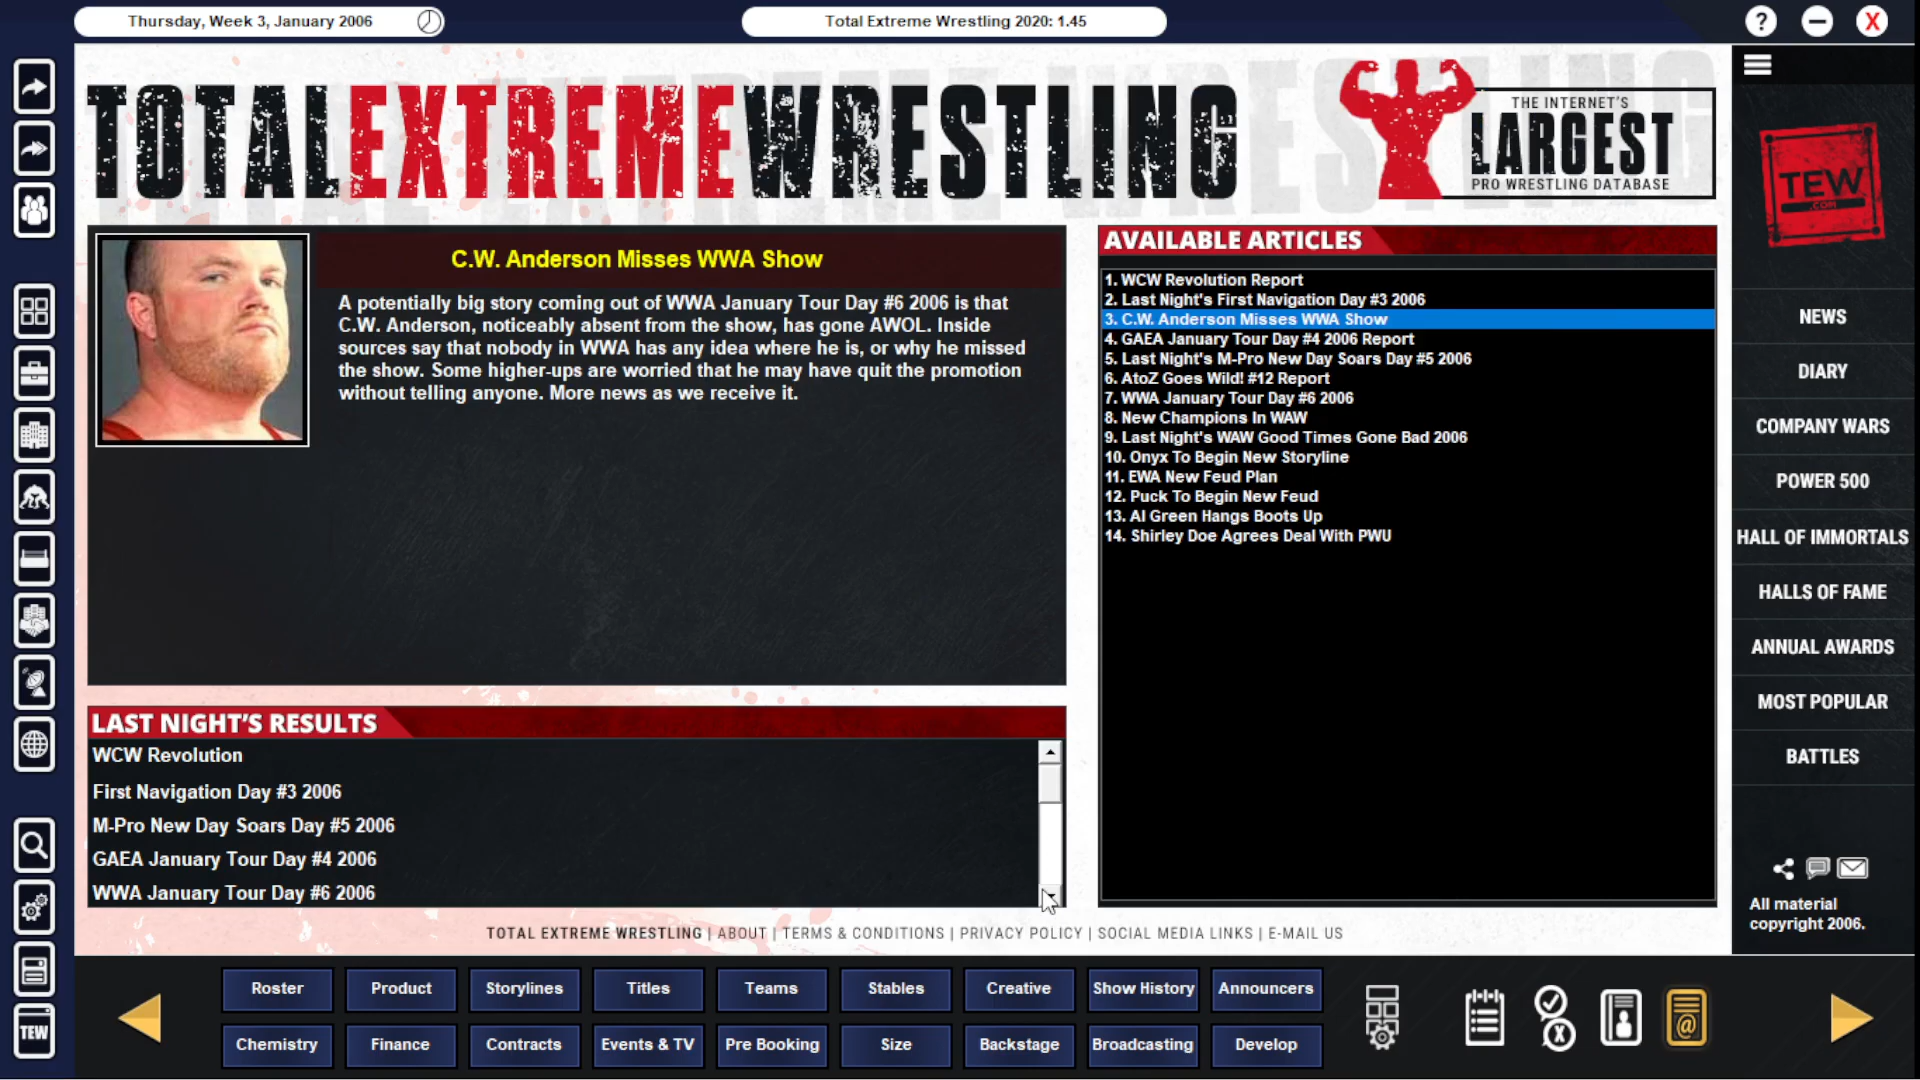 Thursday, Week 3, January 2006
Total Extreme Wrestling 2020: 1.45
?
X
TOTALEXTREMEWRESTLING
THE INTERNET'S
LARGEST
PRO WRESTLING DATABASE
TEW
.COM
C.W. Anderson Misses WWA Show
A potentially big story coming out of WWA January Tour Day #6 2006 is that
C.W. Anderson, noticeably absent from the show, has gone AWOL. Inside
sources say that nobody in WWA has any idea where he is, or why he missed
the show. Some higher-ups are worried that he may have quit the promotion
without telling anyone. More news as we receive it.
AVAILABLE ARTICLES
1. WCW Revolution Report
2. Last Night's First Navigation Day #3 2006
3. C.W. Anderson Misses WWA Show
4. GAEA January Tour Day #4 2006 Report
5. Last Night's M-Pro New Day Soars Day #5 2006
6. AtoZ Goes Wild! #12 Report
7. WWA January Tour Day #6 2006
8. New Champions In WAW
9. Last Night's WAW Good Times Gone Bad 2006
10. Onyx To Begin New Storyline
11. EWA New Feud Plan
12. Puck To Begin New Feud
13. Al Green Hangs Boots Up
14. Shirley Doe Agrees Deal With PWU
NEWS
DIARY
COMPANY WARS
POWER 500
HALL OF IMMORTALS
HALLS OF FAME
ANNUAL AWARDS
MOST POPULAR
BATTLES
All material
copyright 2006.
LAST NIGHT'S RESULTS
WCW Revolution
First Navigation Day #3 2006
M-Pro New Day Soars Day #5 2006
GAEA January Tour Day #4 2006
WWA January Tour Day #6 2006
TOTAL EXTREME WRESTLING | ABOUT | TERMS & CONDITIONS | PRIVACY POLICY | SOCIAL MEDIA LINKS | E-MAIL US
Roster
Product
Storylines
Titles
Teams
Stables
Creative
Show History
Announcers
Chemistry
Finance
Contracts
Events & TV
Pre Booking
Size
Backstage
Broadcasting
Develop
TEW